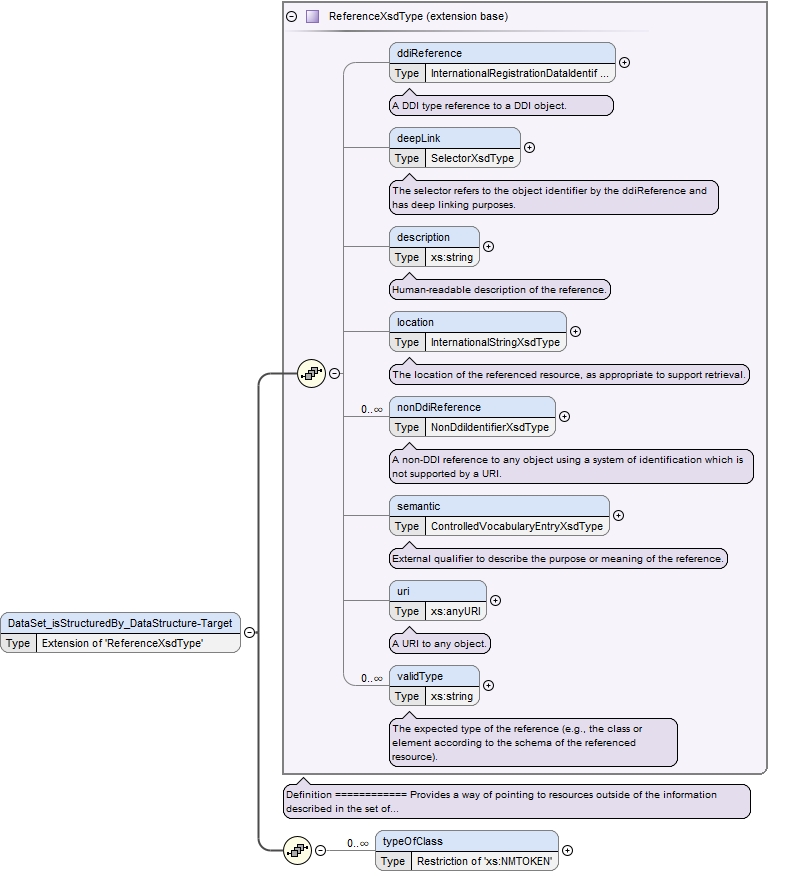 ReferenceXsdType (extension base)
ddiReference
Type InternationalRegistrationDataIdentif ...
A DDI type reference to a DDI object.
deepLink
Type SelectorXsdType
The selector refers to the object identifier by the ddiReference and
has deep linking purposes.
description
Type xs:string
Human-readable description of the reference.
location
Type InternationalStringXsdType
The location of the referenced resource, as appropriate to support retrieval.
0..∞ nonDdiReference
Type NonDdiIdentifierXsdType
A non-DDI reference to any object using a system of identification which is
not supported by a URI.
semantic
Type ControlledVocabularyEntryXsdType
External qualifier to describe the purpose or meaning of the reference.
uri
Type xs:anyURI
A URI to any object.
DataSet_isStructuredBy_DataStructure-Target
Type Extension of 'ReferenceXsdType'
0..∞ validType
Type xs:string
The expected type of the reference (e.g., the class or
element according to the schema of the referenced
resource).
Definition ============ Provides a way of pointing to resources outside of the information
described in the set of...
0..∞ typeOfClass
Type Restriction of 'xs:NMTOKEN'